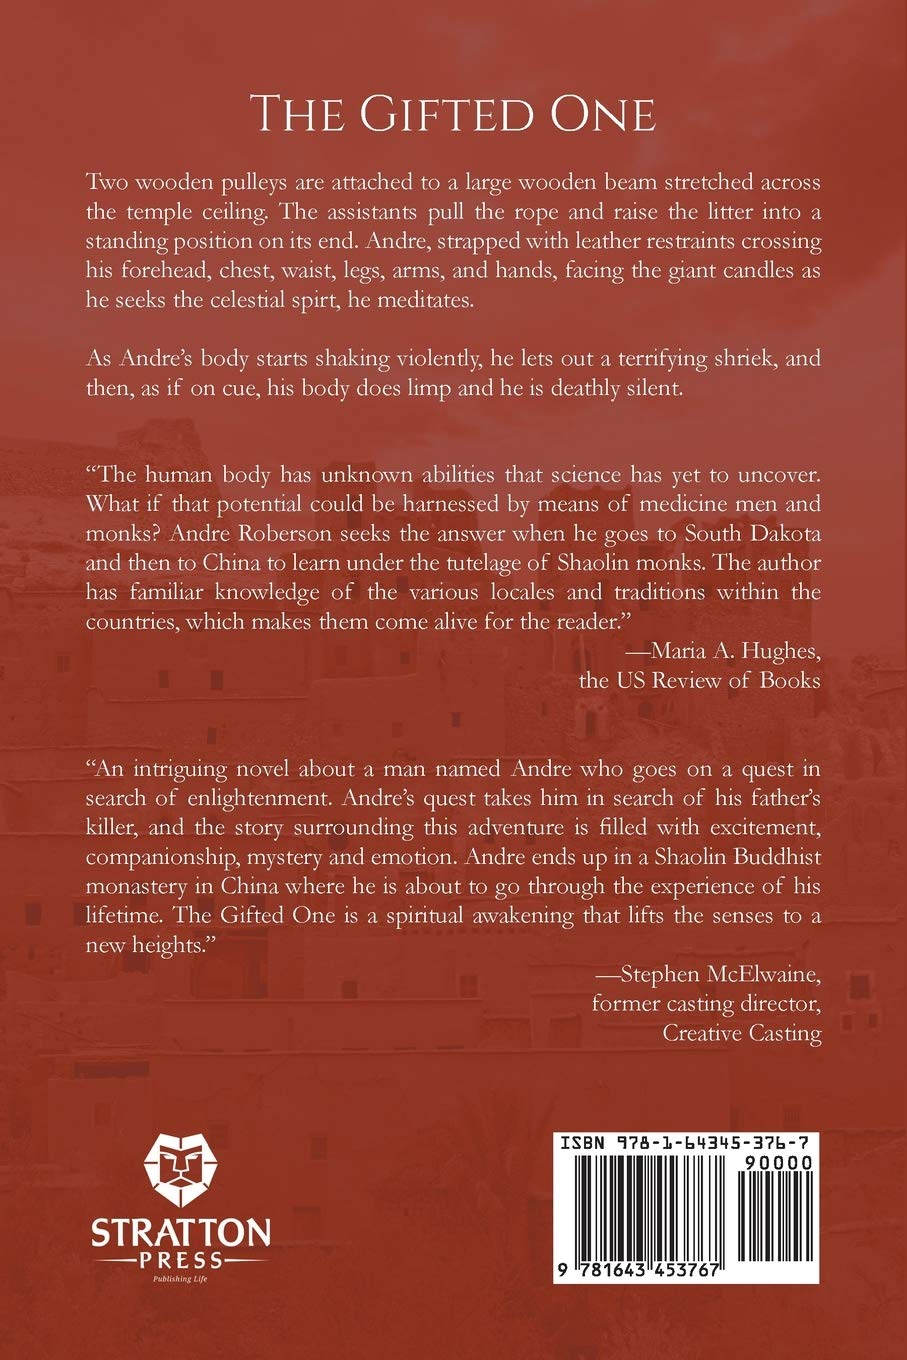 THE GIFTED ONE
Two wooden pulleys are attached to a large wooden beam stretched across
the temple ceiling. The assistants pull the rope and raise the litter into a
standing position on its end. Andre, strapped with leather restraints crossing
his forehead, chest, waist, legs, arms, and hands, facing the giant candles as
he seeks the celestial spirt, he meditates.
As Andre’s body starts shaking violently, he lets out a terrifying shriek, and
then, as if on cue, his body does limp and he is deathly silent.
“The human body has unknown abilities that science has yet to uncover.
What if that potential could be harnessed by means of medicine men and
monks? Andre Roberson seeks the answer when he goes to South Dakota
and then to China to learn under the tutelage of Shaolin monks. The author
has familiar knowledge of the various locales and traditions within the
countries, which makes them come alive for the reader.”
—Maria A. Hughes,
the US Review of Books
“An intriguing novel about a man named Andre who goes on a quest in
search of enlightenment. Andre’s quest takes him in search of his father’s
killer, and the story surrounding this adventure is filled with excitement,
companionship, mystery and emotion. Andre ends up in a Shaolin Buddhist
monastery in China where he is about to go through the experience of his
lifetime. The Gifted One is a spiritual awakening that lifts the senses to a
new heights.”
—Stephen McElwaine,
former casting director,
Creative Casting
STRATTON
PRESS
Publishing Life
ISBN 978-1-64345-376-7
90000
9 781643 453767